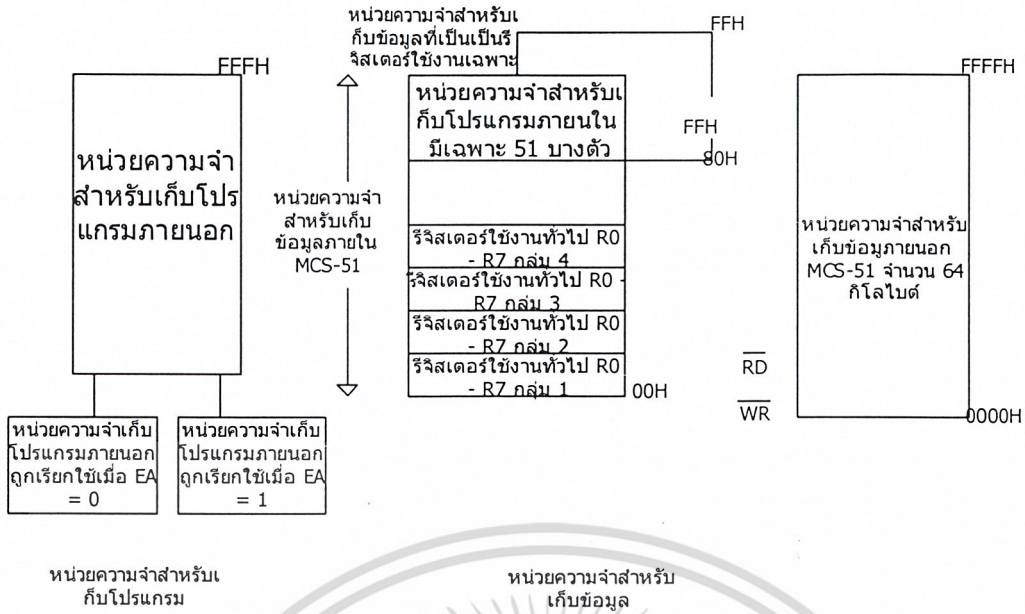 หน่วยความจำสำหรับเ
ก็บข้อมูลที่เป็นเป็นรี
จิสเตอร์ใช้งานเฉพาะ
FFH
FFFH
FFFFH
หน่วยความจำสำหรับเ
ก็บโปรแกรมภายนใน
มีเฉพาะ 51 บางตัว
FFH
80H
หน่วยความจำ
สำหรับเก็บโปร
แกรมภายนอก
หน่วยความจำ
สำหรับเก็บ
ข้อมูลภายใน
MCS-51
รีจิสเตอร์ใช้งานทั่วไป R0
- R7 กลุ่ม 4
รีจิสเตอร์ใช้งานทั่วไป R0 -
R7 กลุ่ม 3
รีจิสเตอร์ใช้งานทั่วไป R0
- R7 กลุ่ม 2
รีจิสเตอร์ใช้งานทั่วไป R0
- R7 กลุ่ม 1
00H
หน่วยความจำสำหรับ
เก็บข้อมูภายนอก
MCS-51 จำนวน 64
กิโลไบต์
RD
WR
0000H
หน่วยความจำเก็บ
โปรแกรมภายนอก
ถูกเรียกใช้เมื่อ EA
= 0
หน่วยความจำเก็บ
โปรแกรมภายนอก
ถูกเรียกใช้เมื่อ EA
= 1
หน่วยความจำสำหรับเ
ก็บโปรแกรม
หน่วยความจำสำหรับ
เก็บข้อมูล